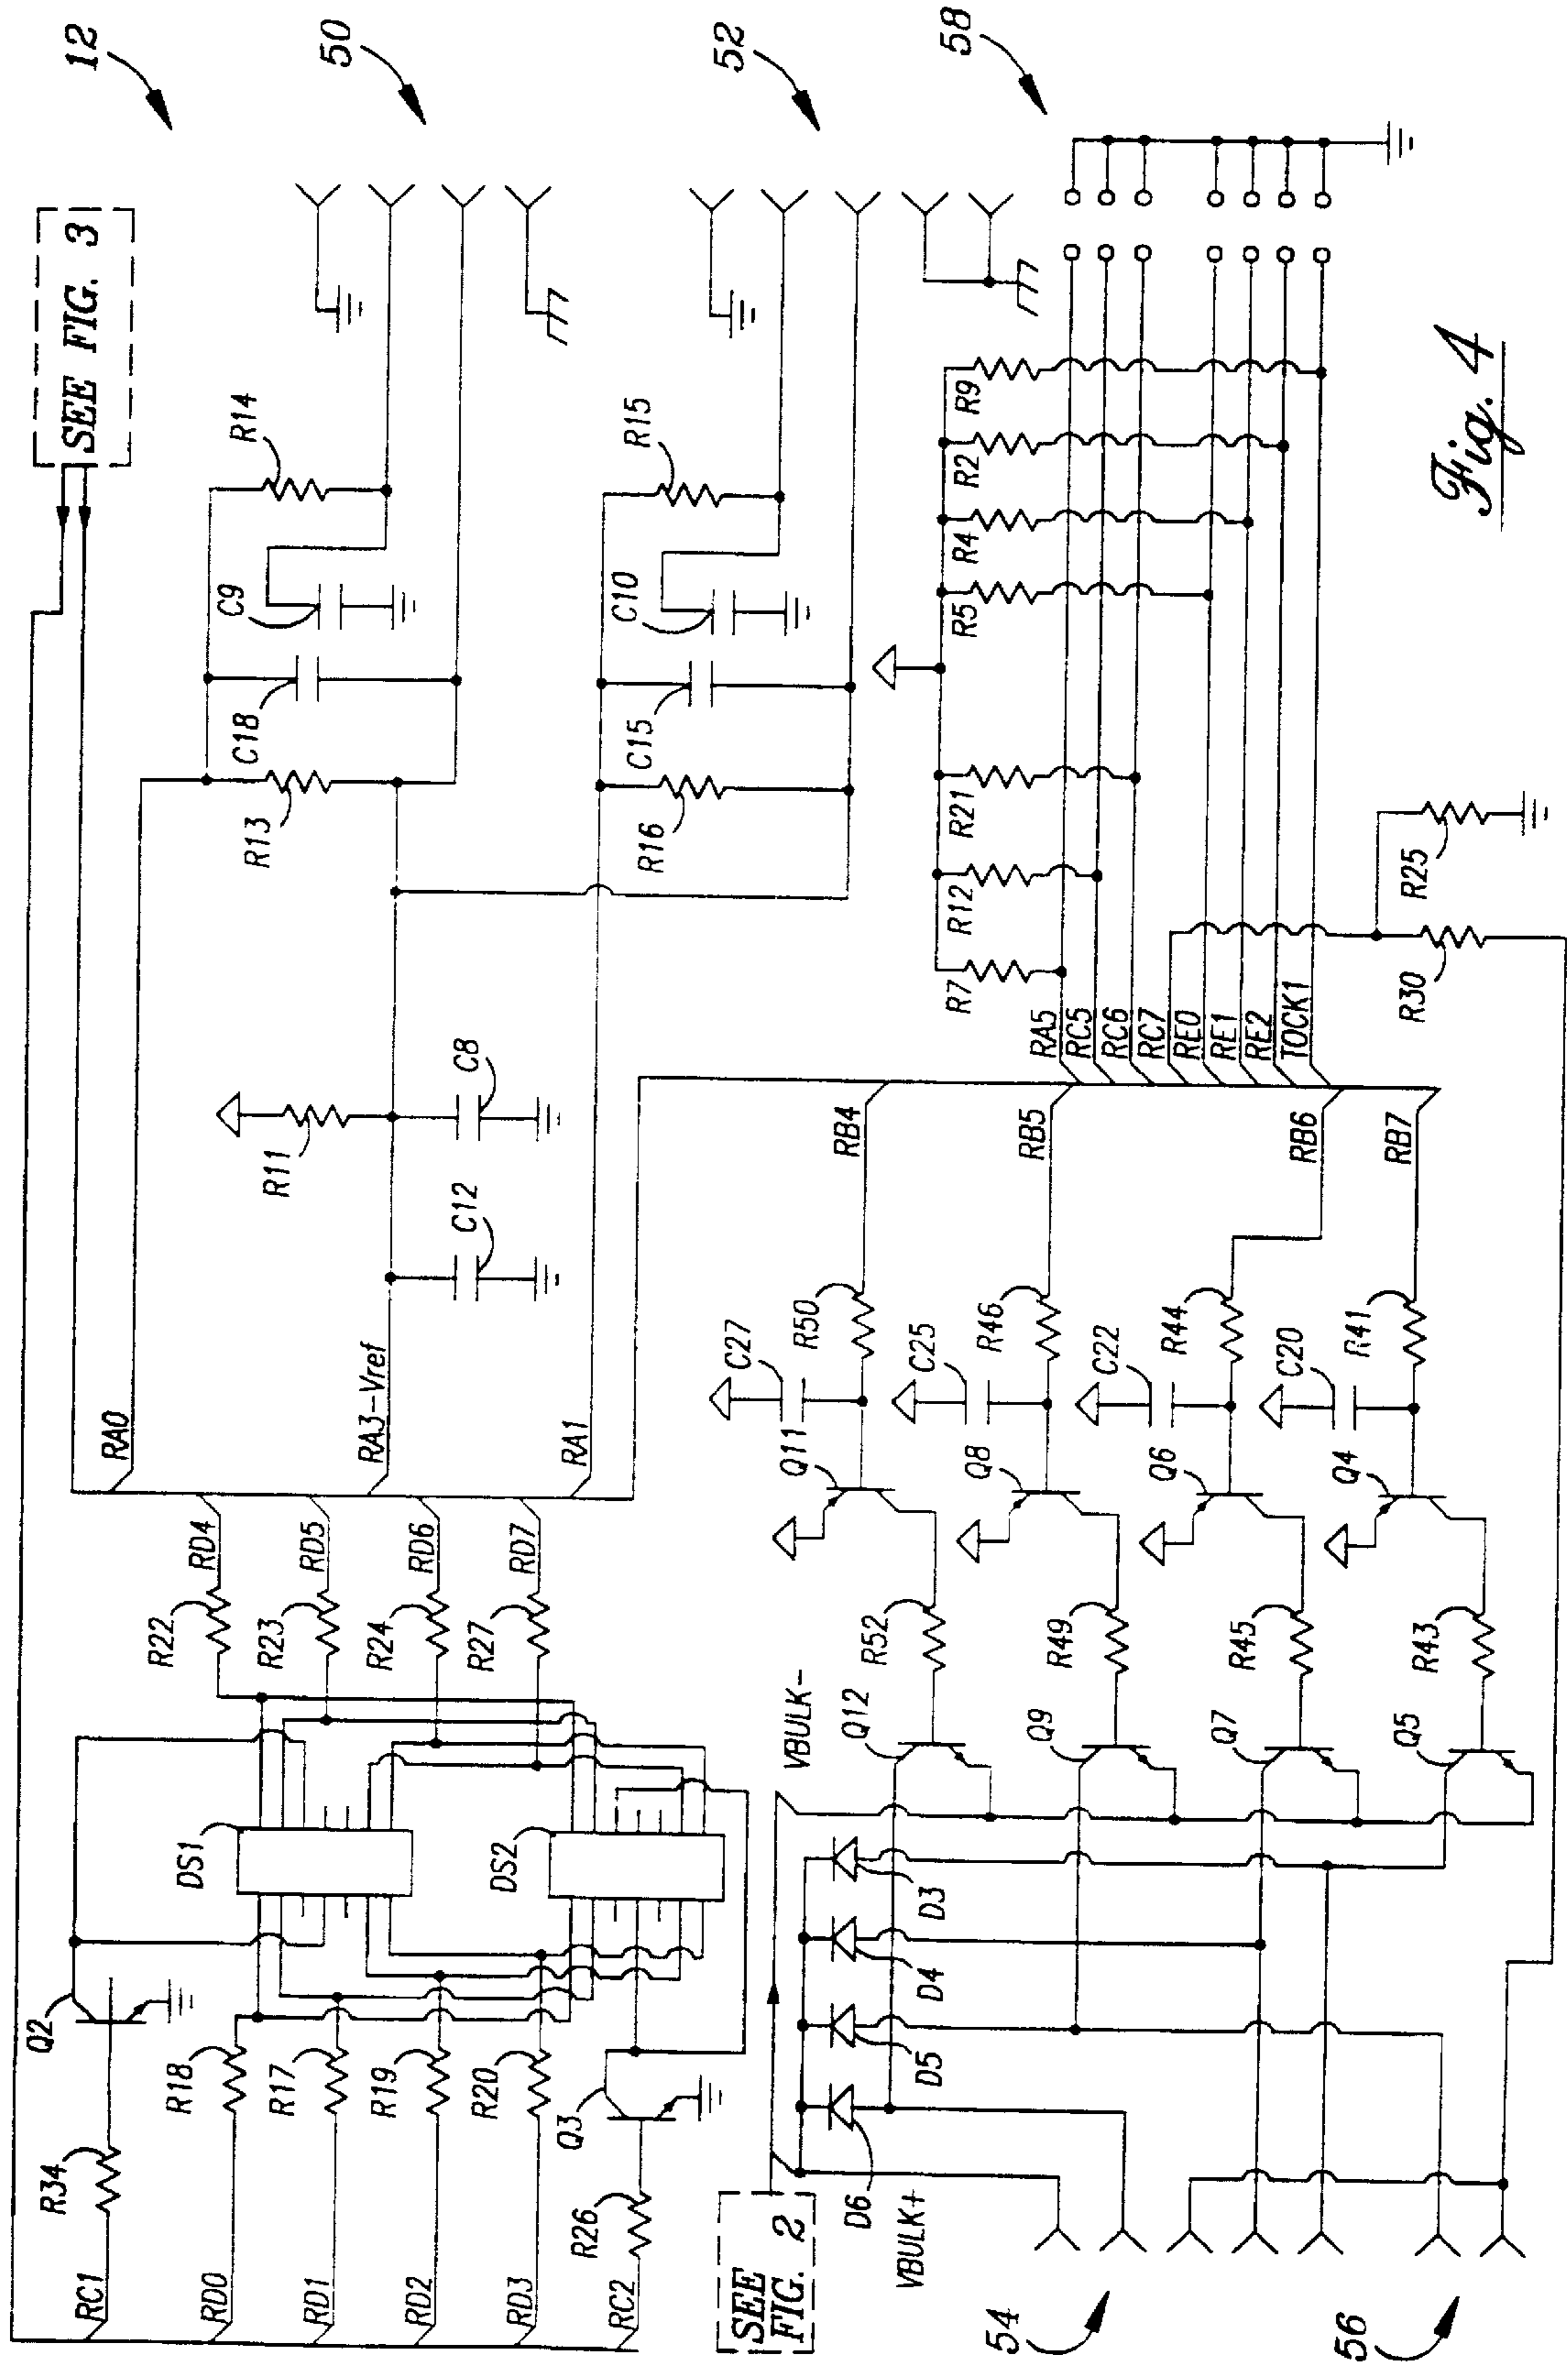 12
SEE FIG. 3
50
52
58
RA0
RA3-Vref
RA1
R14
C9
C18
R13
R15
C10
C15
R16
R11
C8
C12
RC1
R34
Q2
RD0
R18
RD1
R17
RD2
R19
RD3
R20
RC2
R26
Q3
DS1
DS2
R22
RD4
R23
RD5
R24
RD6
R27
RD7
R9
R2
R4
R5
R21
R12
R7
RA5
RC5
RC6
RC7
RE0
RE1
RE2
TOCK1
R25
R30
SEE
FIG. 2
VBULK+
VBULK-
D6
D5
D4
D3
Q12
R52
Q11
C27
R50
RB4
Q9
R49
Q8
C25
R46
RB5
Q7
R45
Q6
C22
R44
RB6
Q5
R43
Q4
C20
R41
RB7
54
56
Fig. 4